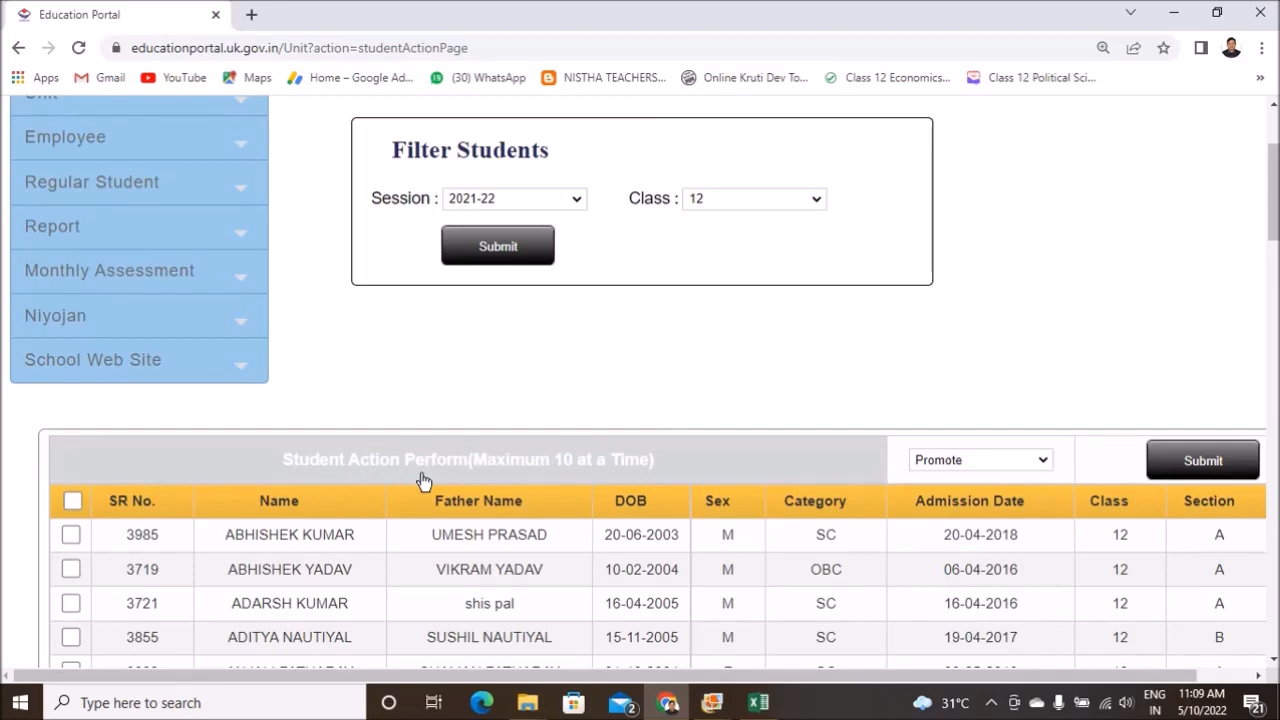 Education Portal
educationportal.uk.gov.in/Unit?action=studentActionPage
Apps Gmail YouTube Maps Home – Google Ad... (30) WhatsApp NISTHA TEACHERS... Online Kruti Dev To... Class 12 Economics... Class 12 Political Sci... »
Unit
Employee
Regular Student
Report
Monthly Assessment
Niyojan
School Web Site
Filter Students
Session : 2021-22 Class : 12
Submit
Student Action Perform(Maximum 10 at a Time) Promote Submit
SR No. Name Father Name DOB Sex Category Admission Date Class Section
3985 ABHISHEK KUMAR UMESH PRASAD 20-06-2003 M SC 20-04-2018 12 A
3719 ABHISHEK YADAV VIKRAM YADAV 10-02-2004 M OBC 06-04-2016 12 A
3721 ADARSH KUMAR shis pal 16-04-2005 M SC 16-04-2016 12 A
3855 ADITYA NAUTIYAL SUSHIL NAUTIYAL 15-11-2005 M SC 19-04-2017 12 B
Type here to search
2
31°C
ENG
IN
11:09 AM
5/10/2022
21